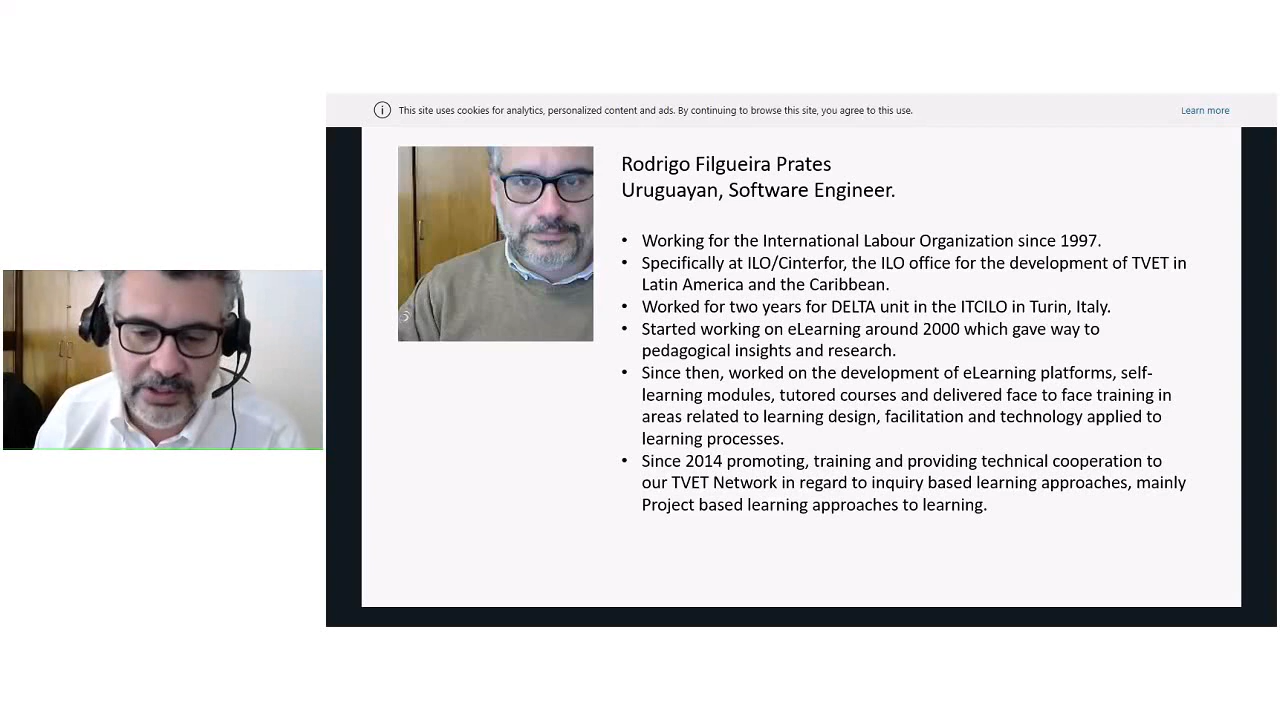 This site uses cookies for analytics, personalized content and ads. By continuing to browse this site, you agree to this use.
Learn more
Rodrigo Filgueira Prates
Uruguayan, Software Engineer.
• Working for the International Labour Organization since 1997.
• Specifically at ILO/Cinterfor, the ILO office for the development of TVET in
Latin America and the Caribbean.
• Worked for two years for DELTA unit in the ITCILO in Turin, Italy.
• Started working on eLearning around 2000 which gave way to
pedagogical insights and research.
• Since then, worked on the development of eLearning platforms, self-
learning modules, tutored courses and delivered face to face training in
areas related to learning design, facilitation and technology applied to
learning processes.
• Since 2014 promoting, training and providing technical cooperation to
our TVET Network in regard to inquiry based learning approaches, mainly
Project based learning approaches to learning.